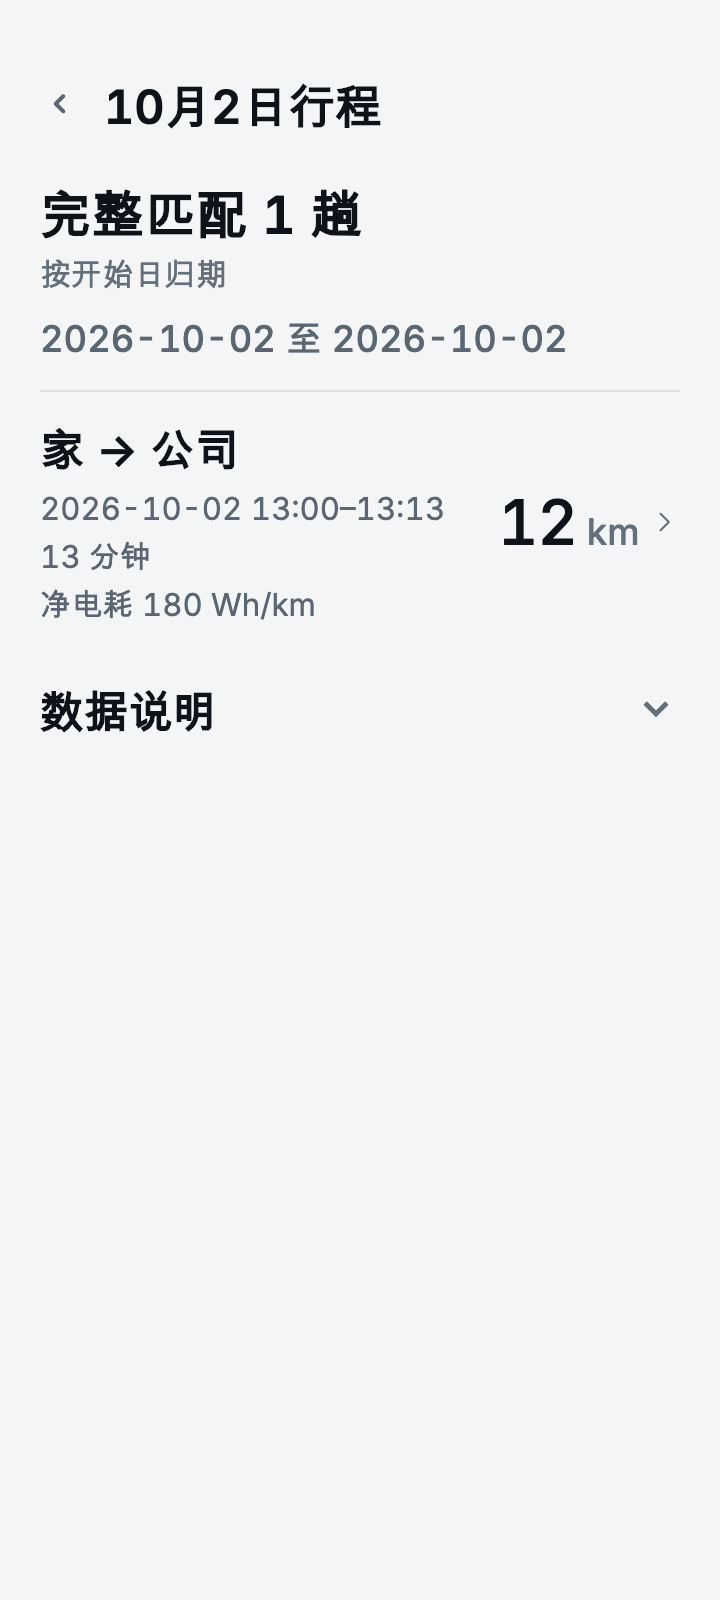 10月2日行程
完整匹配 1 趟
按开始日归期
2026-10-02 至 2026-10-02
家 → 公司
2026-10-02 13:00–13:13
13 分钟
净电耗 180 Wh/km
12 km
数据说明